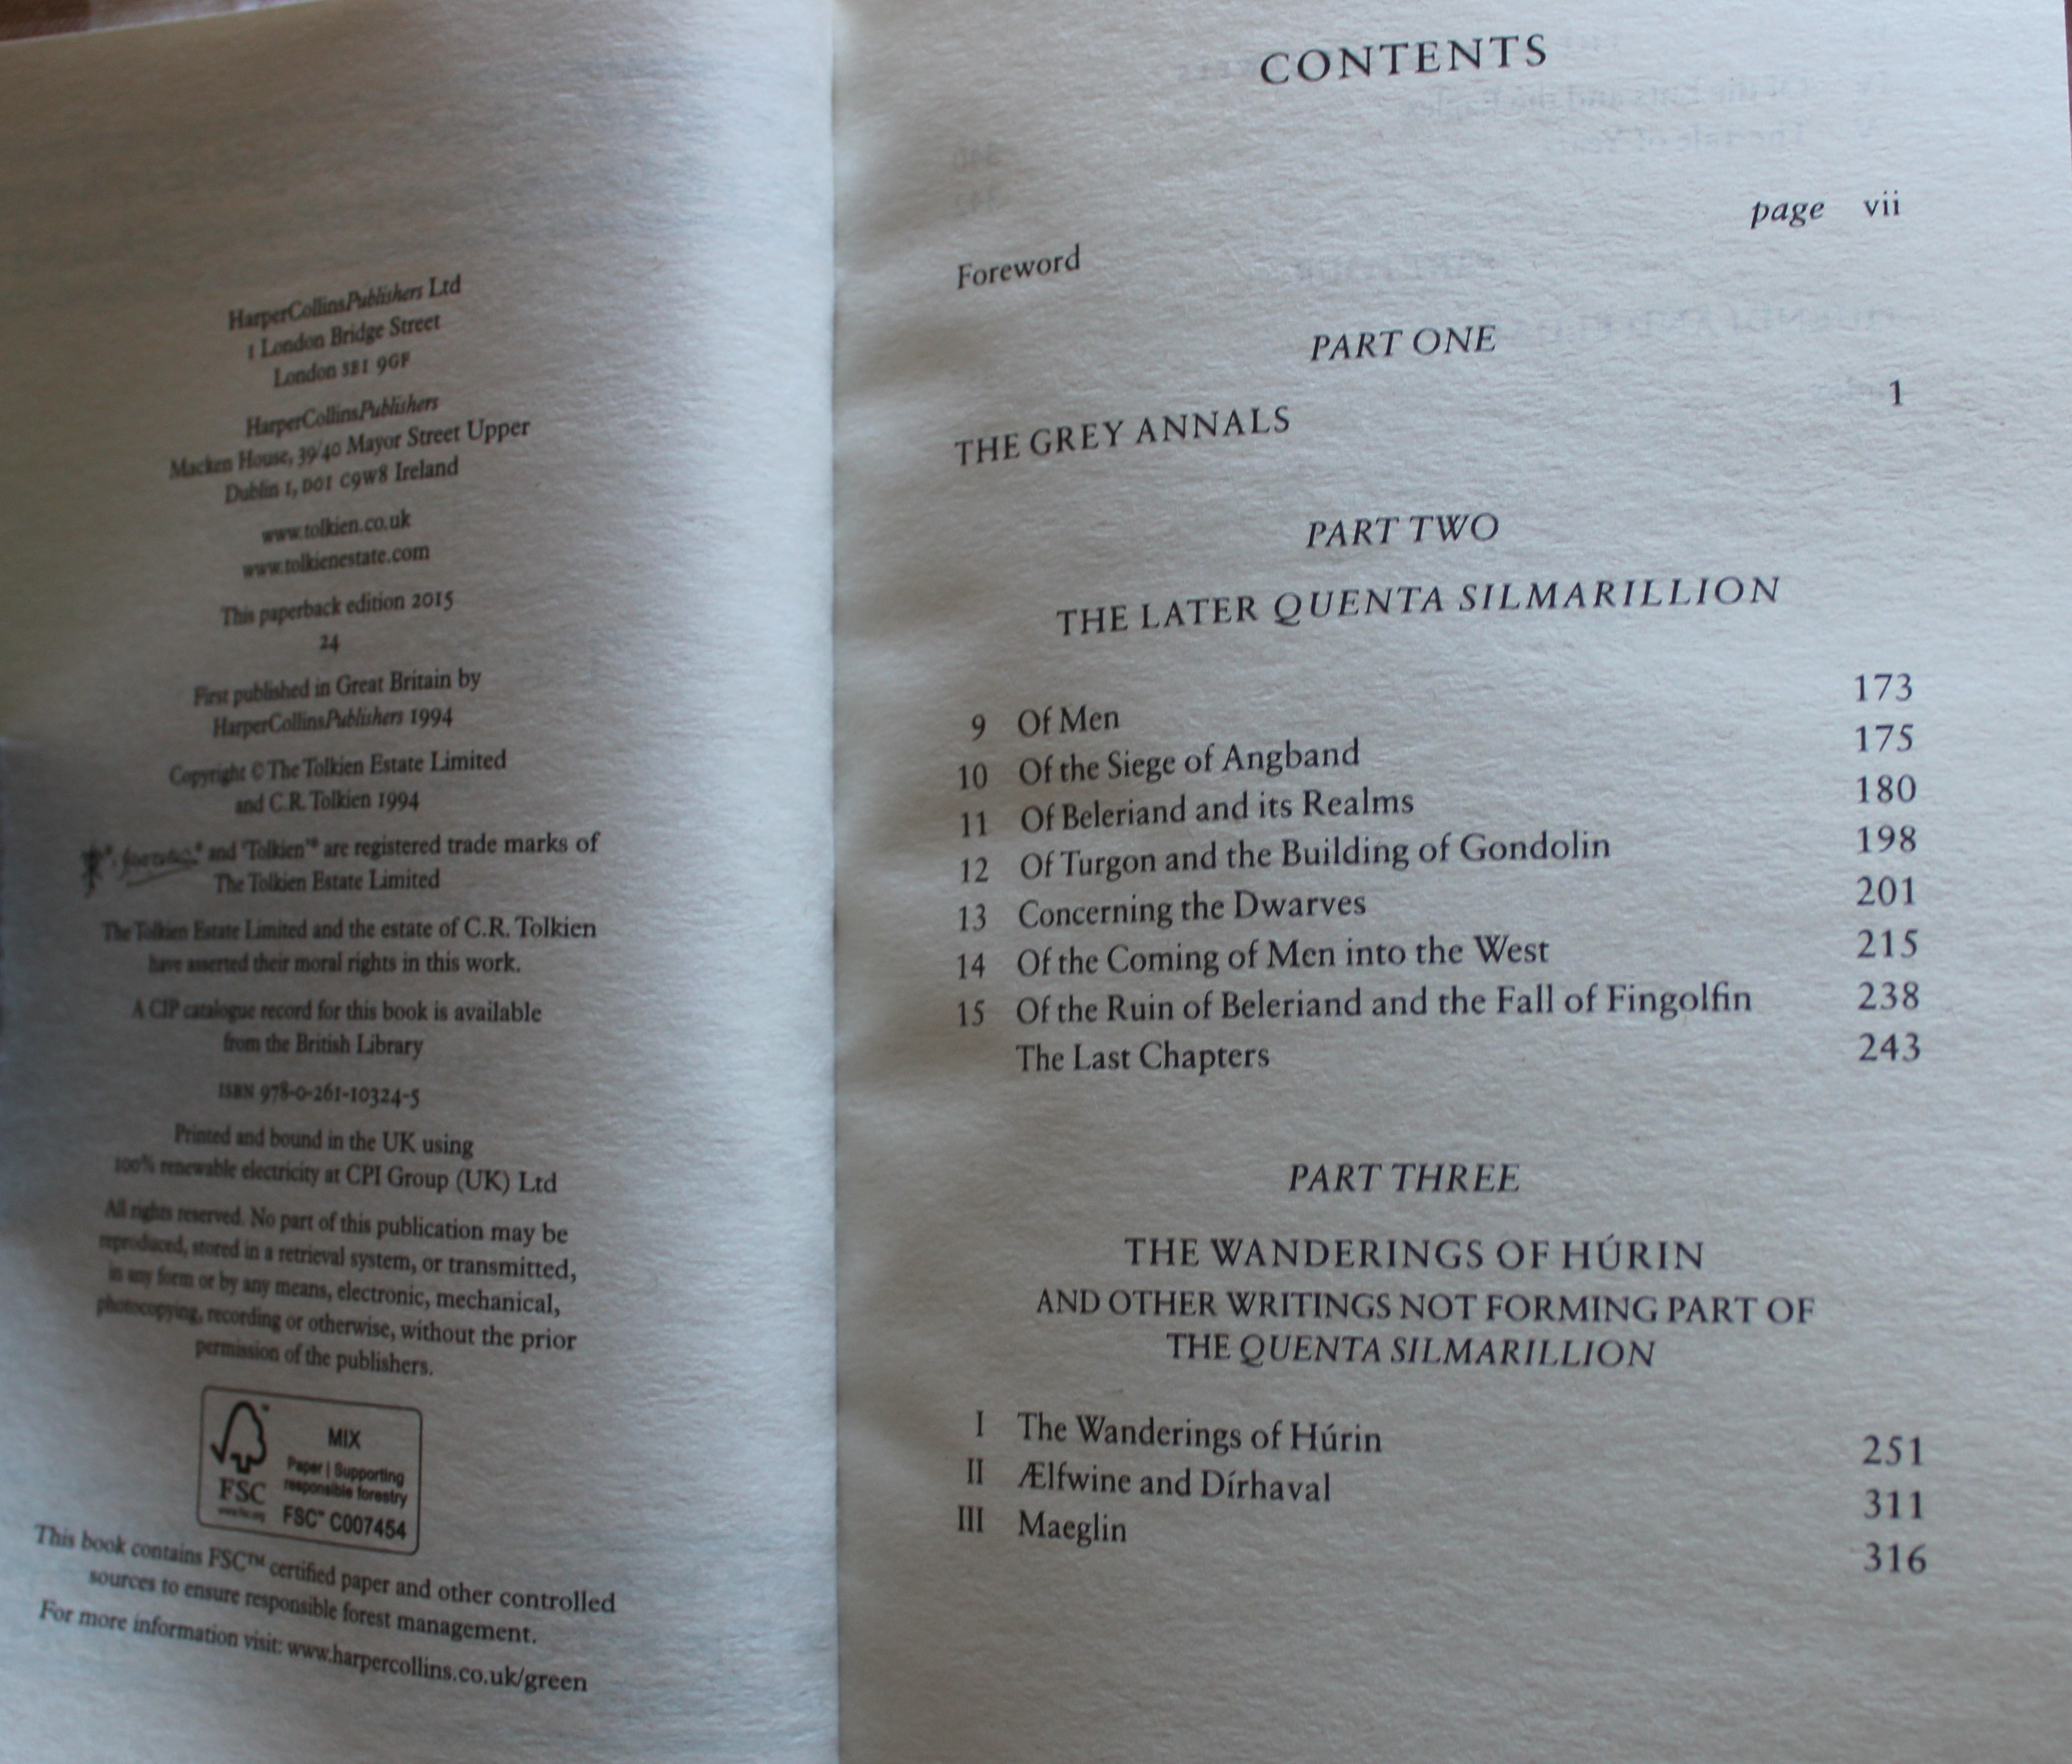 HarperCollinsPublishers Ltd
1 London Bridge Street
London SE1 9GF
HarperCollinsPublishers
Macken House, 39/40 Mayor Street Upper
Dublin 1, D01 C9W8 Ireland
www.tolkien.co.uk
www.tolkienestate.com
This paperback edition 2015
24
First published in Great Britain by
HarperCollinsPublishers 1994
Copyright © The Tolkien Estate Limited
and C.R. Tolkien 1994
and ‘Tolkien’® are registered trade marks of
The Tolkien Estate Limited
The Tolkien Estate Limited and the estate of C.R. Tolkien
have asserted their moral rights in this work.
A CIP catalogue record for this book is available
from the British Library
ISBN 978-0-261-10324-5
Printed and bound in the UK using
100% renewable electricity at CPI Group (UK) Ltd
All rights reserved. No part of this publication may be
reproduced, stored in a retrieval system, or transmitted,
in any form or by any means, electronic, mechanical,
photocopying, recording or otherwise, without the prior
permission of the publishers.
MIX
Paper | Supporting
responsible forestry
FSC
www.fsc.org
FSC™ C007454
This book contains FSC™ certified paper and other controlled
sources to ensure responsible forest management.
For more information visit: www.harpercollins.co.uk/green
CONTENTS
Foreword page vii
PART ONE
THE GREY ANNALS 1
PART TWO
THE LATER QUENTA SILMARILLION
9 Of Men 173
10 Of the Siege of Angband 175
11 Of Beleriand and its Realms 180
12 Of Turgon and the Building of Gondolin 198
13 Concerning the Dwarves 201
14 Of the Coming of Men into the West 215
15 Of the Ruin of Beleriand and the Fall of Fingolfin 238
The Last Chapters 243
PART THREE
THE WANDERINGS OF HÚRIN
AND OTHER WRITINGS NOT FORMING PART OF
THE QUENTA SILMARILLION
I The Wanderings of Húrin 251
II Ælfwine and Dírhaval 311
III Maeglin 316